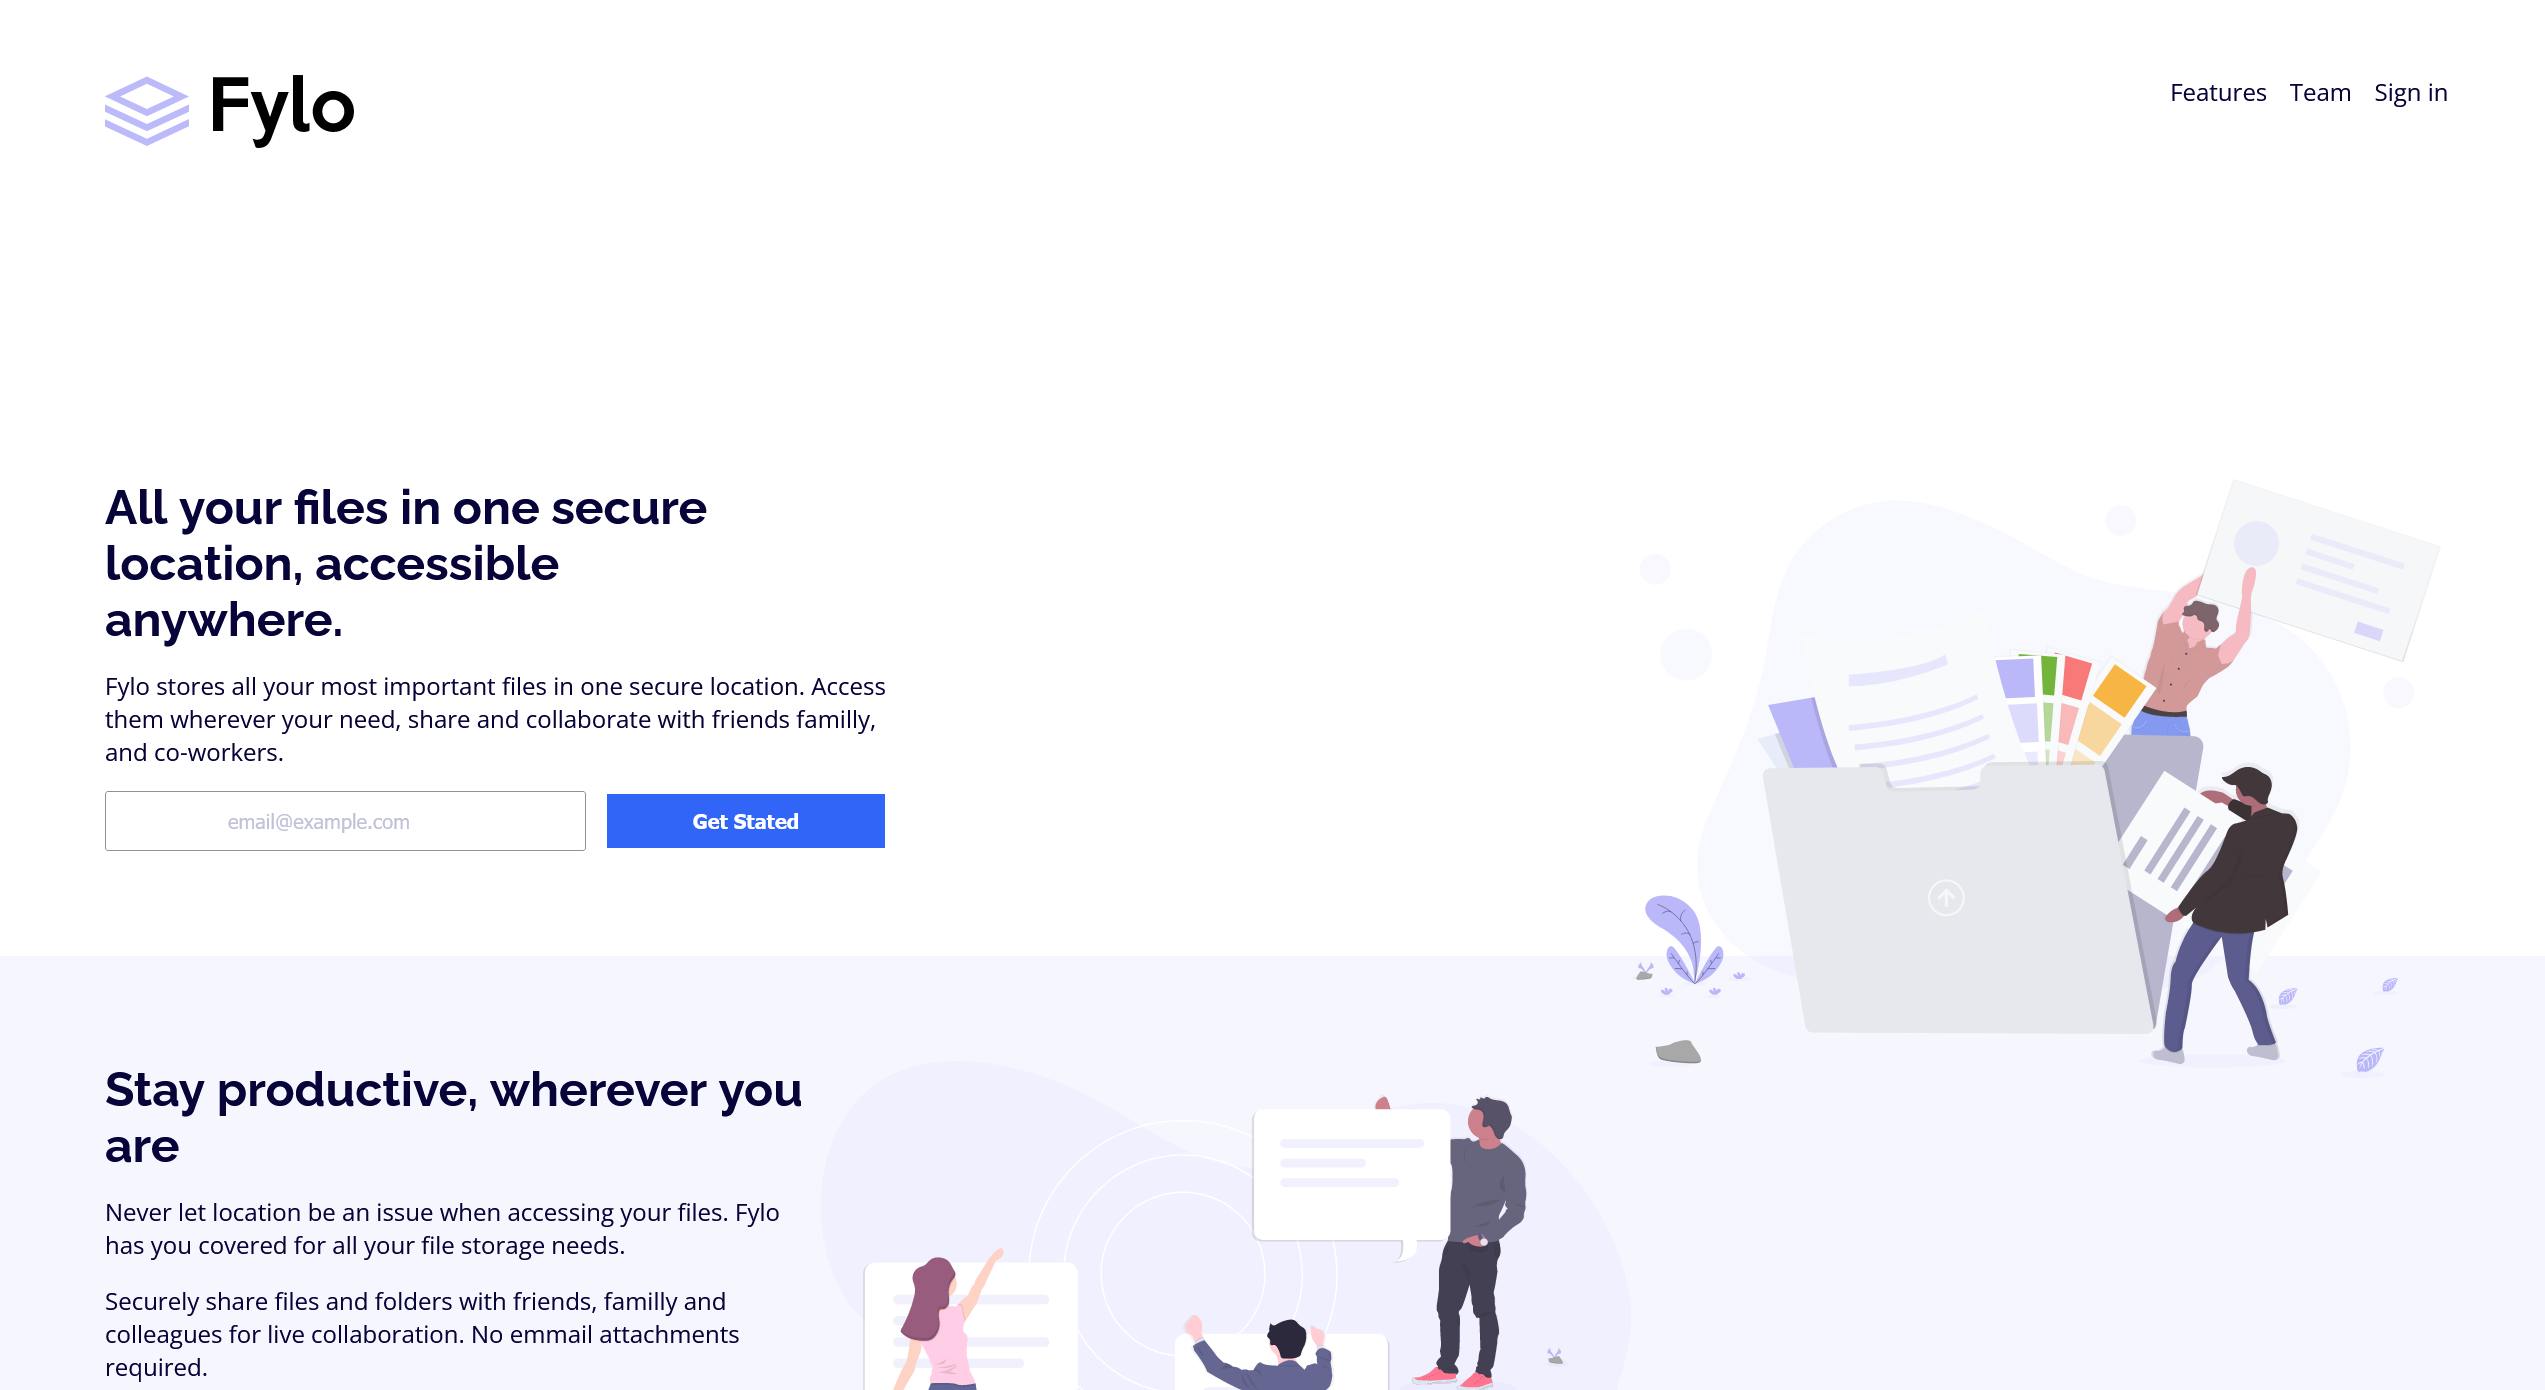 Fylo
Features Team Sign in
All your files in one secure
location, accessible
anywhere.
Fylo stores all your most important files in one secure location. Access
them wherever your need, share and collaborate with friends familly,
and co-workers.
email@example.com
Get Stated
Stay productive, wherever you
are
Never let location be an issue when accessing your files. Fylo
has you covered for all your file storage needs.
Securely share files and folders with friends, familly and
colleagues for live collaboration. No emmail attachments
required.